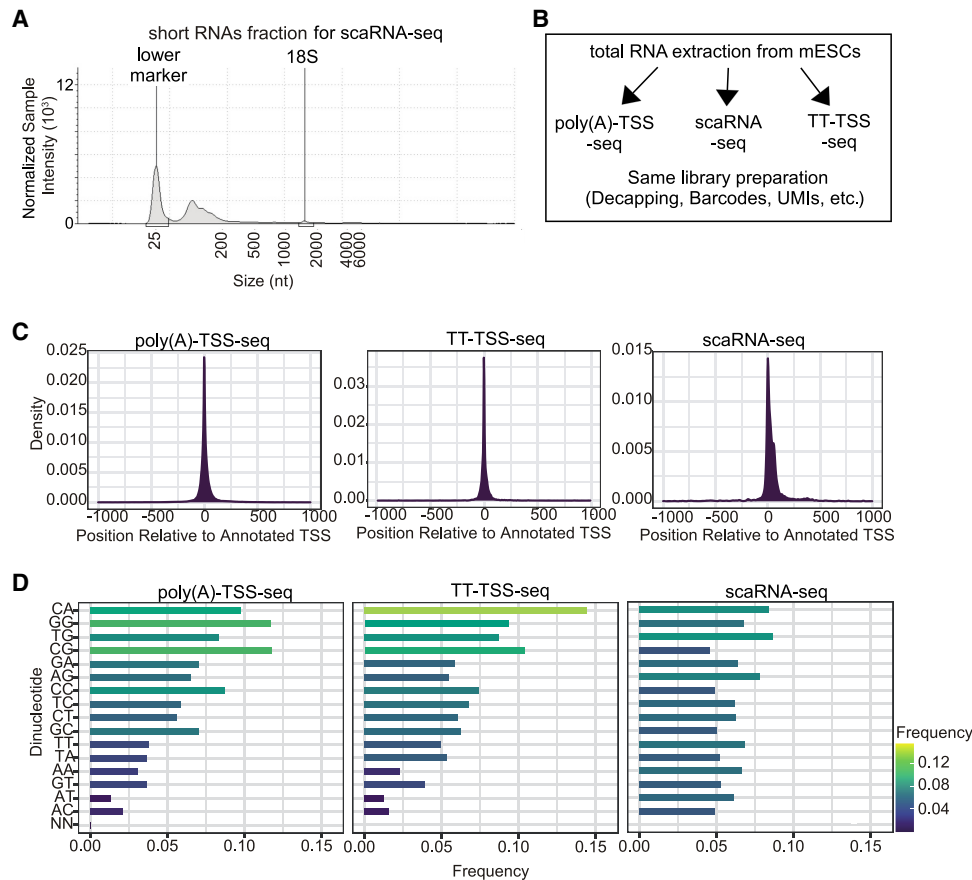 A
short RNAs fraction for scaRNA-seq
lower
marker
18S
Normalized Sample
Intensity (10³)
12
0
25
200
500
1000
2000
4000
6000
Size (nt)
B
total RNA extraction from mESCs
poly(A)-TSS
-seq
scaRNA
-seq
TT-TSS
-seq
Same library preparation
(Decapping, Barcodes, UMIs, etc.)
C
poly(A)-TSS-seq
Density
0.025
0.020
0.015
0.010
0.005
0.000
-1000 -500 0 500 1000
Position Relative to Annotated TSS
TT-TSS-seq
0.03
0.02
0.01
0.00
-1000 -500 0 500 1000
Position Relative to Annotated TSS
scaRNA-seq
0.015
0.010
0.005
0.000
-1000 -500 0 500 1000
Position Relative to Annotated TSS
D
poly(A)-TSS-seq
TT-TSS-seq
scaRNA-seq
Dinucleotide
CA
GG
TG
CG
GA
AG
CC
TC
CT
GC
TT
TA
AA
GT
AT
AC
NN
0.00 0.05 0.10 0.15
0.00 0.05 0.10 0.15
0.00 0.05 0.10 0.15
Frequency
Frequency
0.12
0.08
0.04